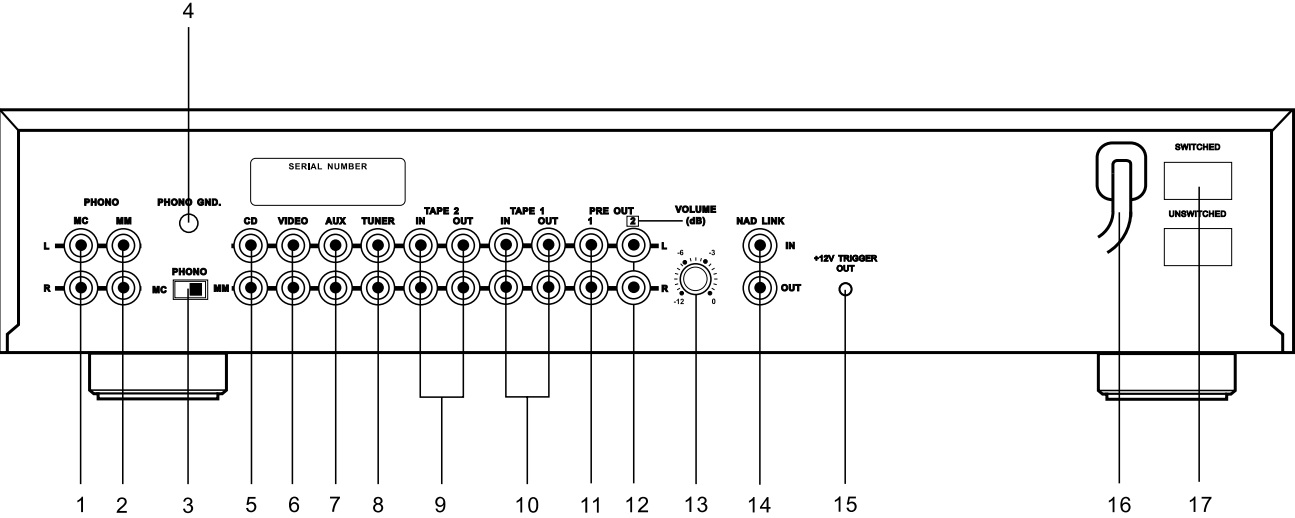 4
SWITCHED
SERIAL NUMBER
PHONO
PHONO GND.
UNSWITCHED
MC MM
CD VIDEO AUX TUNER
TAPE 2
IN OUT
TAPE 1
IN OUT
PRE OUT
1 2
VOLUME
(dB)
NAD LINK
L
L
IN
-6 -3
+12V TRIGGER
OUT
PHONO
R
MC MM
R
-12 0
OUT
1 2 3 5 6 7 8 9 10 11 12 13 14 15 16 17